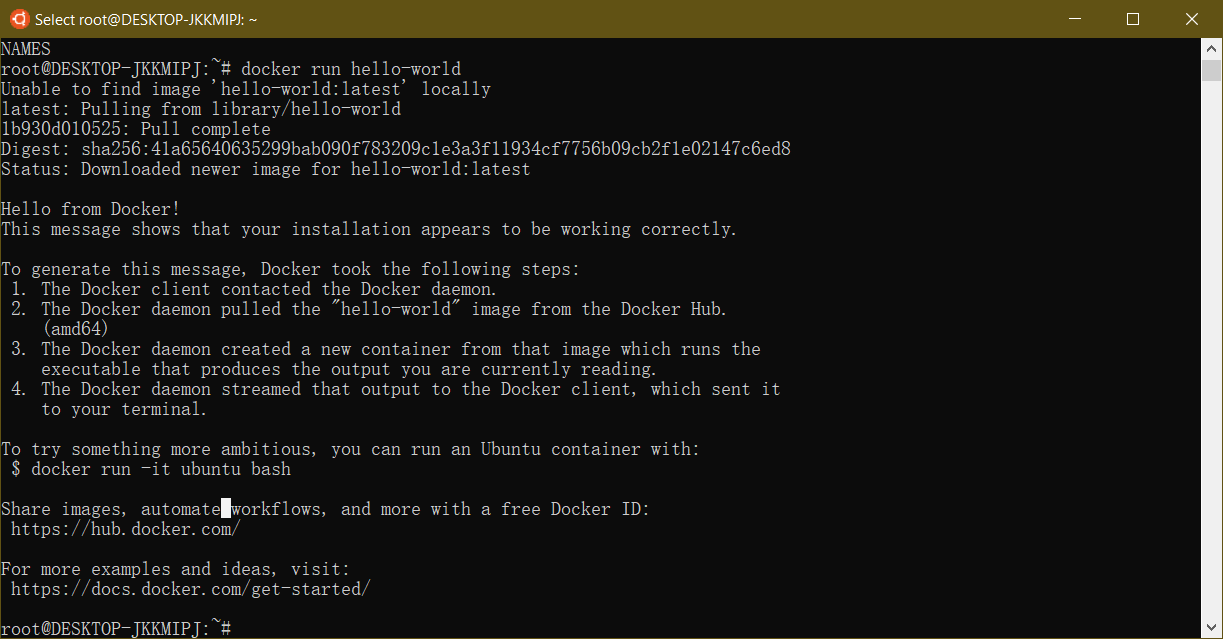 Select root@DESKTOP-JKKMIPJ: ~
NAMES
root@DESKTOP-JKKMIPJ:~# docker run hello-world
Unable to find image 'hello-world:latest' locally
latest: Pulling from library/hello-world
1b930d010525: Pull complete
Digest: sha256:41a65640635299bab090f783209c1e3a3f11934cf7756b09cb2f1e02147c6ed8
Status: Downloaded newer image for hello-world:latest

Hello from Docker!
This message shows that your installation appears to be working correctly.

To generate this message, Docker took the following steps:
 1. The Docker client contacted the Docker daemon.
 2. The Docker daemon pulled the "hello-world" image from the Docker Hub.
    (amd64)
 3. The Docker daemon created a new container from that image which runs the
    executable that produces the output you are currently reading.
 4. The Docker daemon streamed that output to the Docker client, which sent it
    to your terminal.

To try something more ambitious, you can run an Ubuntu container with:
 $ docker run -it ubuntu bash

Share images, automate workflows, and more with a free Docker ID:
 https://hub.docker.com/

For more examples and ideas, visit:
 https://docs.docker.com/get-started/

root@DESKTOP-JKKMIPJ:~#